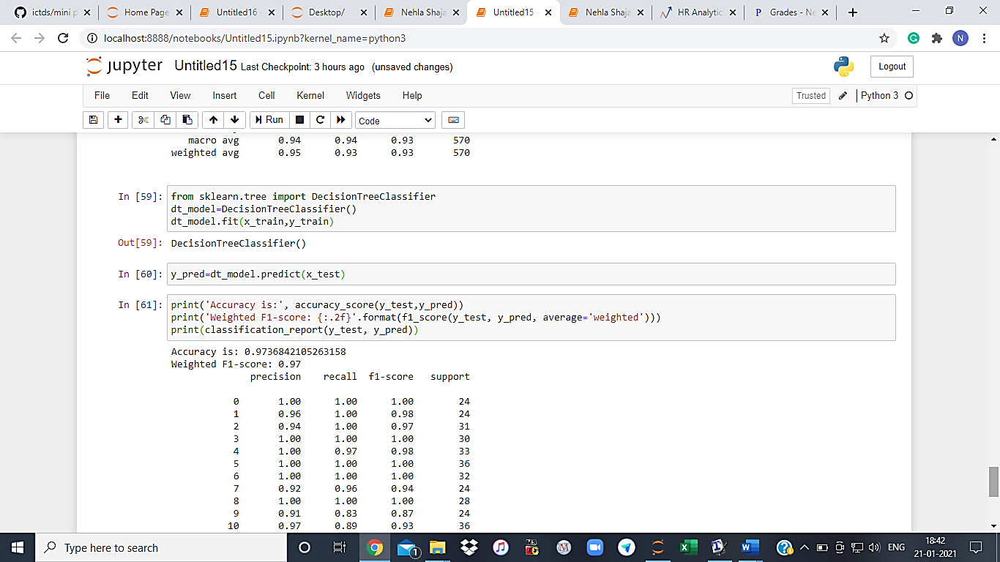 ictds/mini p
Home Page
Untitled16 -
Desktop/
Nehla Shaja
Untitled15 -
Nehla Shaja
HR Analytic
P Grades - Ne
localhost:8888/notebooks/Untitled15.ipynb?kernel_name=python3
G
N
jupyter Untitled15 Last Checkpoint: 3 hours ago (unsaved changes)
Logout
File Edit View Insert Cell Kernel Widgets Help
Trusted Python 3
Run Code
macro avg 0.94 0.94 0.93 570
weighted avg 0.95 0.93 0.93 570
In [59]: from sklearn.tree import DecisionTreeClassifier
dt_model=DecisionTreeClassifier()
dt_model.fit(x_train,y_train)
Out[59]: DecisionTreeClassifier()
In [60]: y_pred=dt_model.predict(x_test)
In [61]: print('Accuracy is:', accuracy_score(y_test,y_pred))
print('Weighted F1-score: {:.2f}'.format(f1_score(y_test, y_pred, average='weighted')))
print(classification_report(y_test, y_pred))
Accuracy is: 0.9736842105263158
Weighted F1-score: 0.97
precision recall f1-score support
0 1.00 1.00 1.00 24
1 0.96 1.00 0.98 24
2 0.94 1.00 0.97 31
3 1.00 1.00 1.00 30
4 1.00 0.97 0.98 33
5 1.00 1.00 1.00 36
6 1.00 1.00 1.00 32
7 0.92 0.96 0.94 24
8 1.00 1.00 1.00 28
9 0.91 0.83 0.87 24
10 0.97 0.89 0.93 36
Type here to search
1
ENG
18:42
21-01-2021